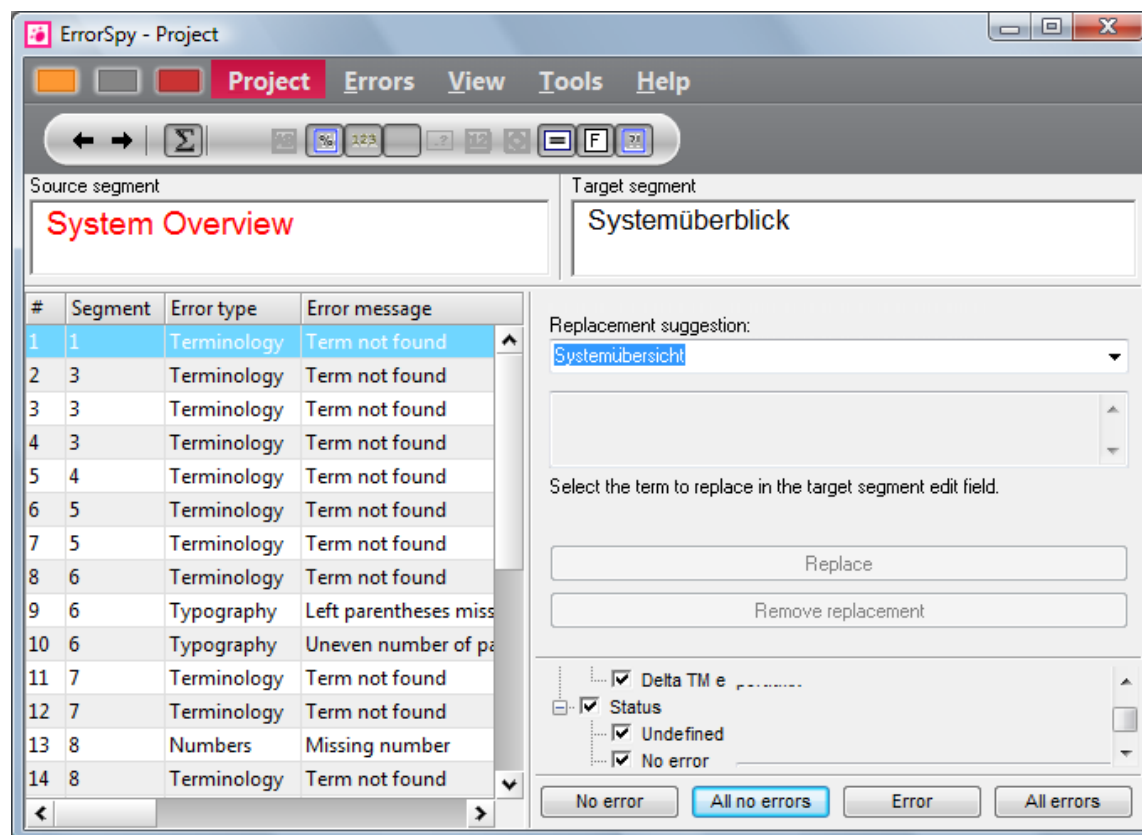 ErrorSpy - Project
Project Errors View Tools Help
Σ % 123 .? 12 = F ?!
Source segment Target segment
System Overview Systemüberblick
# Segment Error type Error message
1 1 Terminology Term not found
2 3 Terminology Term not found
3 3 Terminology Term not found
4 3 Terminology Term not found
5 4 Terminology Term not found
6 5 Terminology Term not found
7 5 Terminology Term not found
8 6 Terminology Term not found
9 6 Typography Left parentheses miss
10 6 Typography Uneven number of pa
11 7 Terminology Term not found
12 7 Terminology Term not found
13 8 Numbers Missing number
14 8 Terminology Term not found
Replacement suggestion:
Systemübersicht
Select the term to replace in the target segment edit field.
Replace
Remove replacement
Delta TM e
Status
Undefined
No error
No error All no errors Error All errors